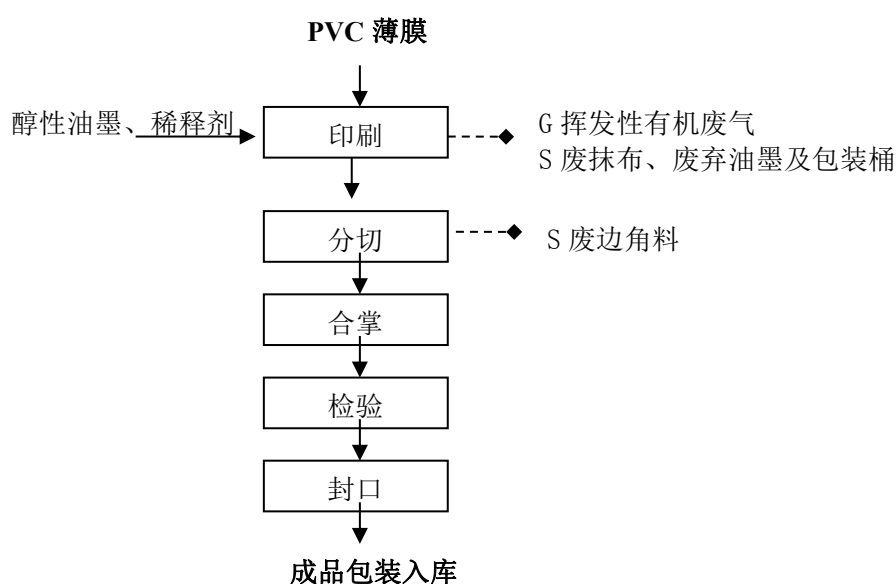 PVC 薄膜
醇性油墨、稀释剂
印刷
G 挥发性有机废气
S 废抹布、废弃油墨及包装桶
分切
S 废边角料
合掌
检验
封口
成品包装入库